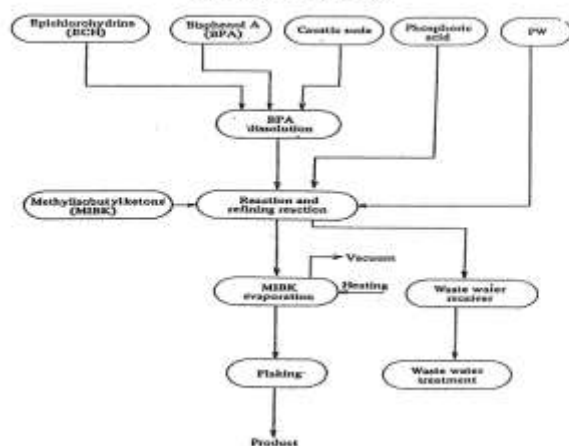 Epichlorohydrins
(ECH)
Bisphenol A
(BPA)
Caustic soda
Phosphoric
acid
PW
BPA
dissolution
Methylisobutylketons
(MIBK)
Reaction and
refining reaction
Vacuum
MIBK
evaporation
Heating
Waste water
receiver
Flaking
Waste water
treatment
Product